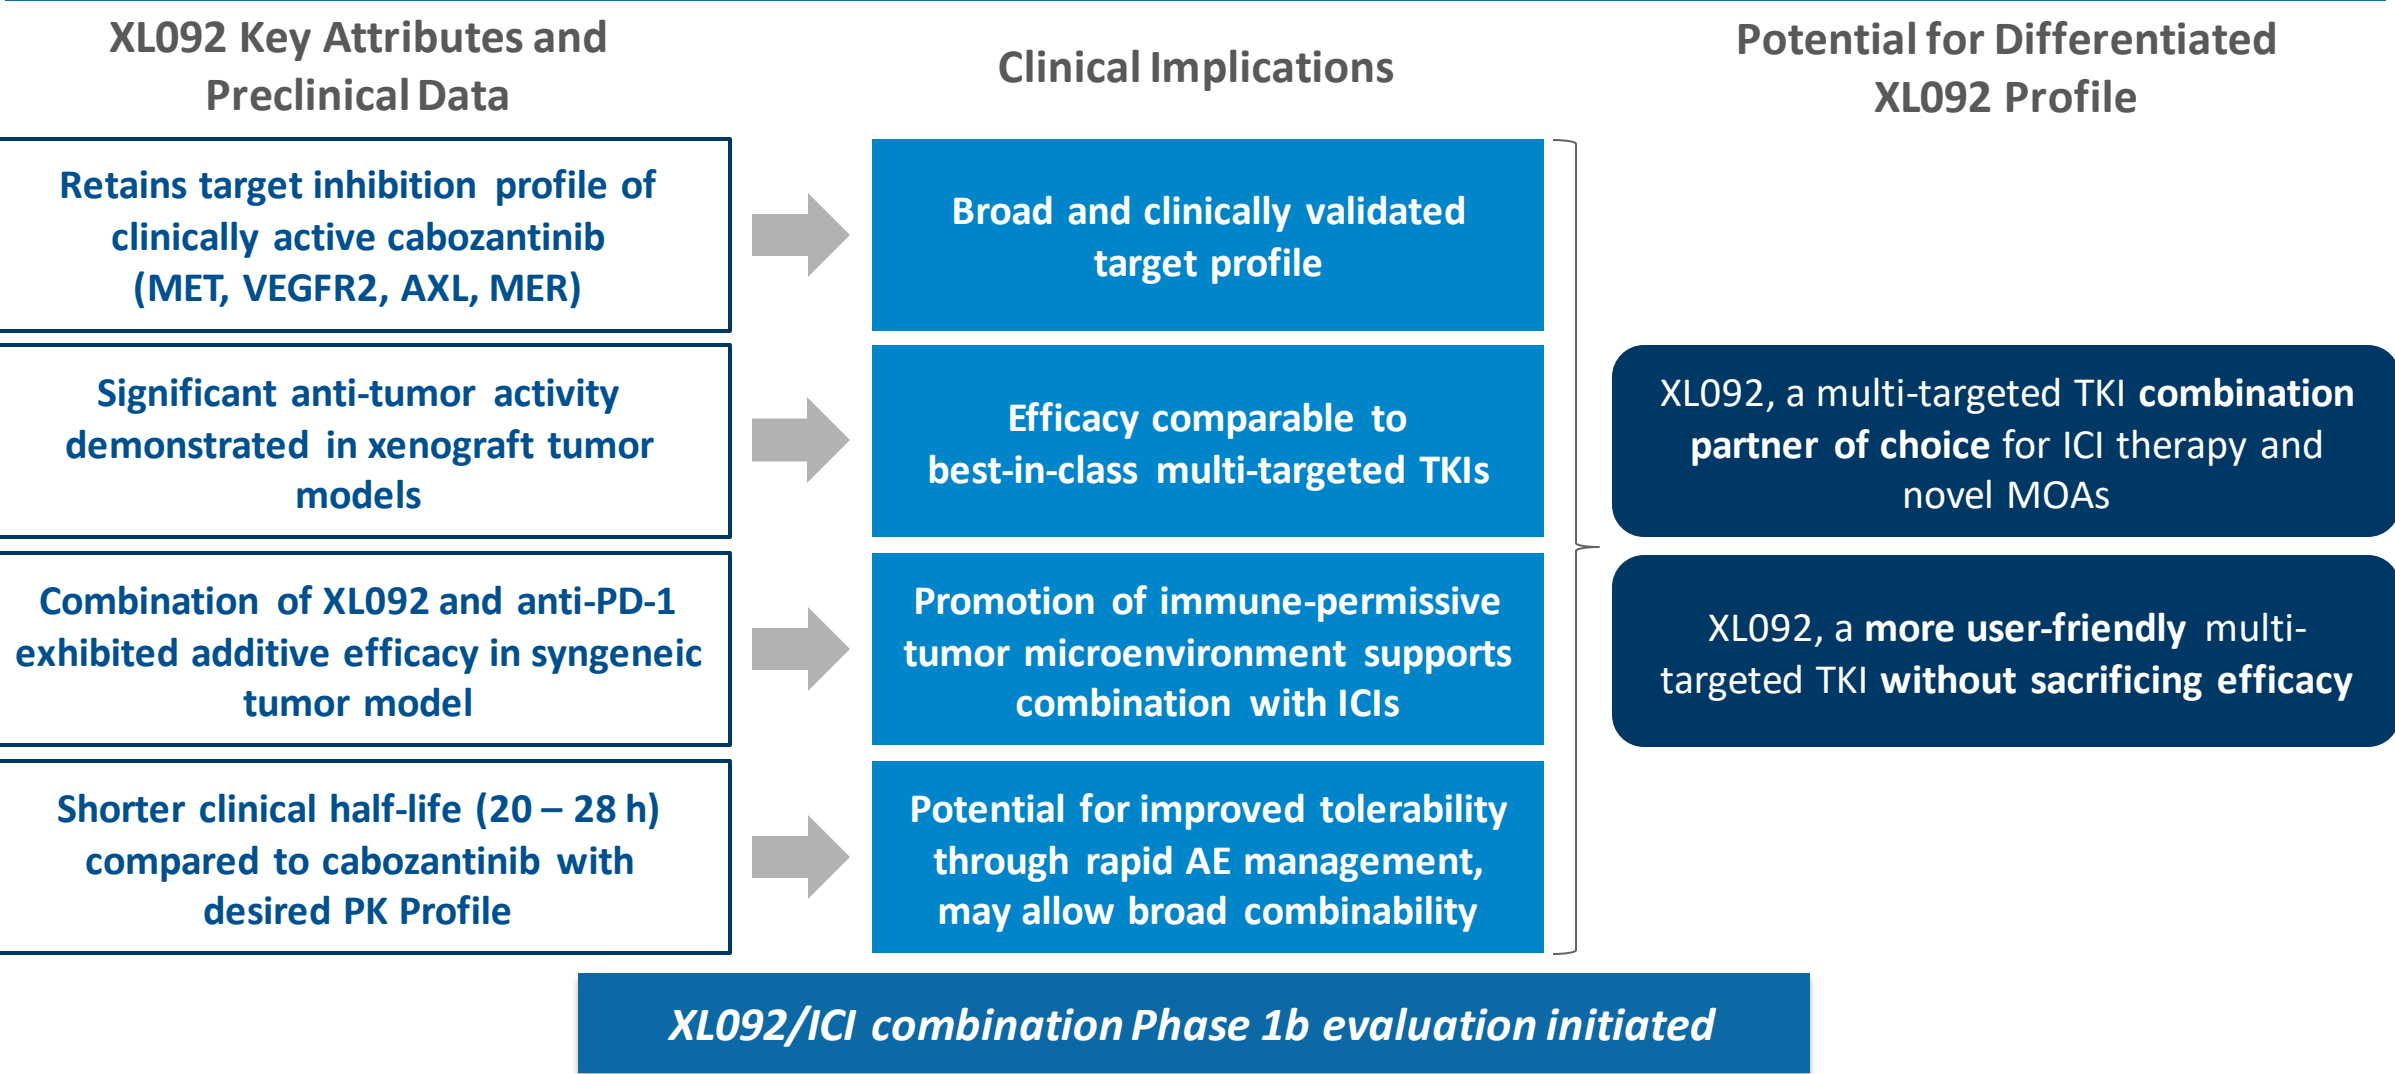 XL092 Key Attributes and
Preclinical Data
Clinical Implications
Potential for Differentiated
XL092 Profile
Retains target inhibition profile of
clinically active cabozantinib
(MET, VEGFR2, AXL, MER)
Broad and clinically validated
target profile
Significant anti-tumor activity
demonstrated in xenograft tumor
models
Efficacy comparable to
best-in-class multi-targeted TKIs
Combination of XL092 and anti-PD-1
exhibited additive efficacy in syngeneic
tumor model
Promotion of immune-permissive
tumor microenvironment supports
combination with ICIs
Shorter clinical half-life (20 – 28 h)
compared to cabozantinib with
desired PK Profile
Potential for improved tolerability
through rapid AE management,
may allow broad combinability
XL092, a multi-targeted TKI combination
partner of choice for ICI therapy and
novel MOAs
XL092, a more user-friendly multi-
targeted TKI without sacrificing efficacy
XL092/ICI combination Phase 1b evaluation initiated